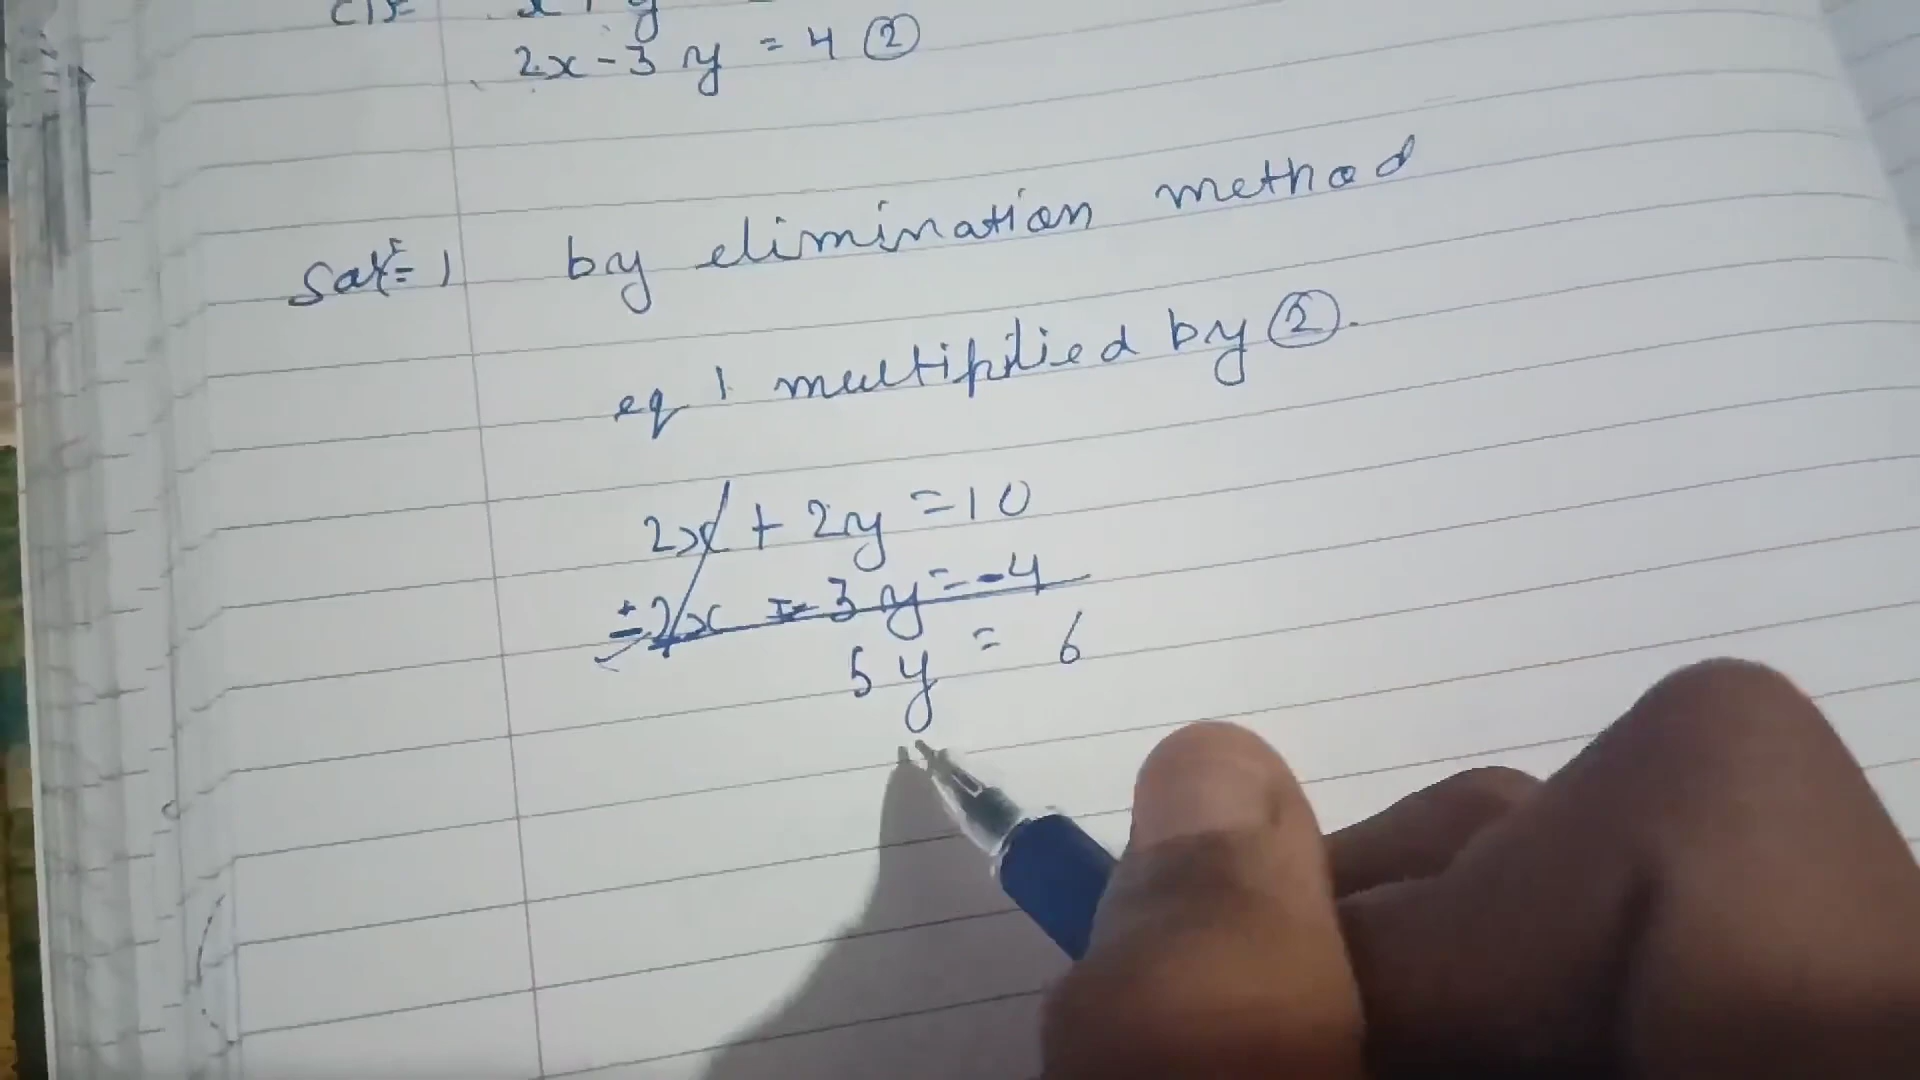 2x - 3y = 4 ②
Sol = 1 by elimination method
eq 1 multiplied by ②.
2x + 2y = 10
2x - 3y = -4
5y = 6